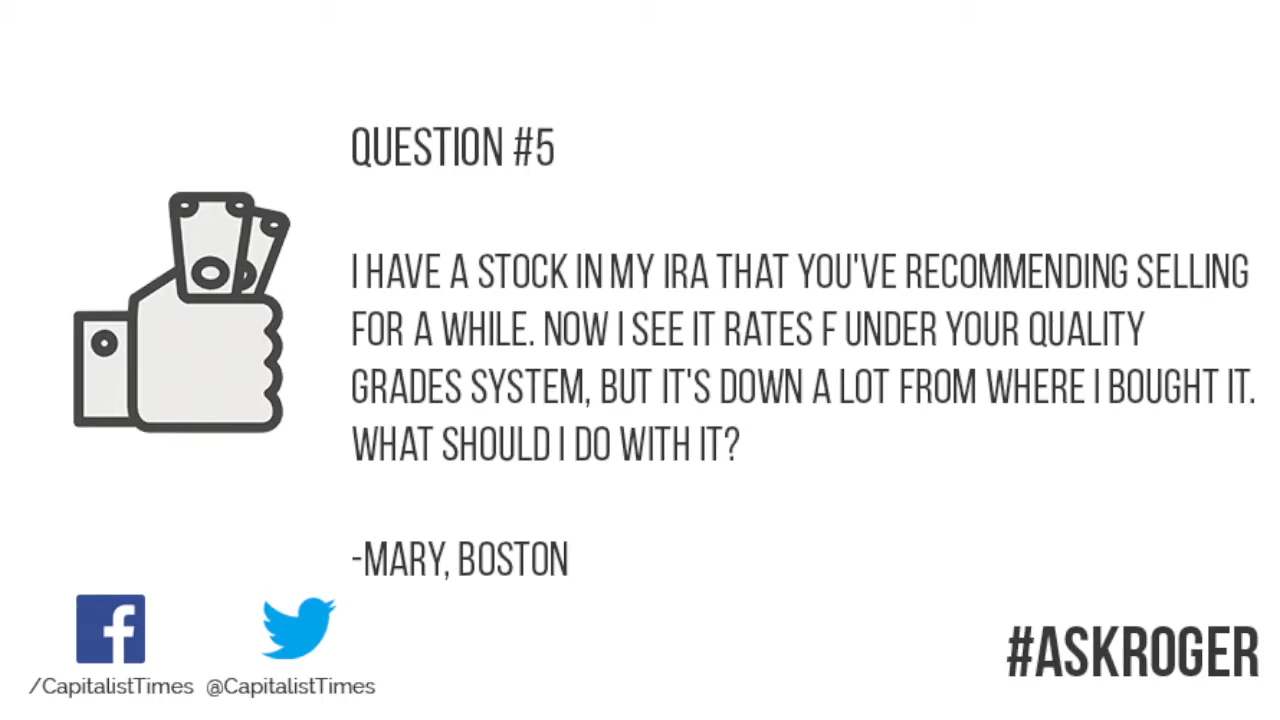 QUESTION #5
I HAVE A STOCK IN MY IRA THAT YOU'VE RECOMMENDING SELLING
FOR A WHILE. NOW I SEE IT RATES F UNDER YOUR QUALITY
GRADES SYSTEM, BUT IT'S DOWN A LOT FROM WHERE I BOUGHT IT.
WHAT SHOULD I DO WITH IT?
-MARY, BOSTON
/CapitalistTimes @CapitalistTimes
#ASKROGER